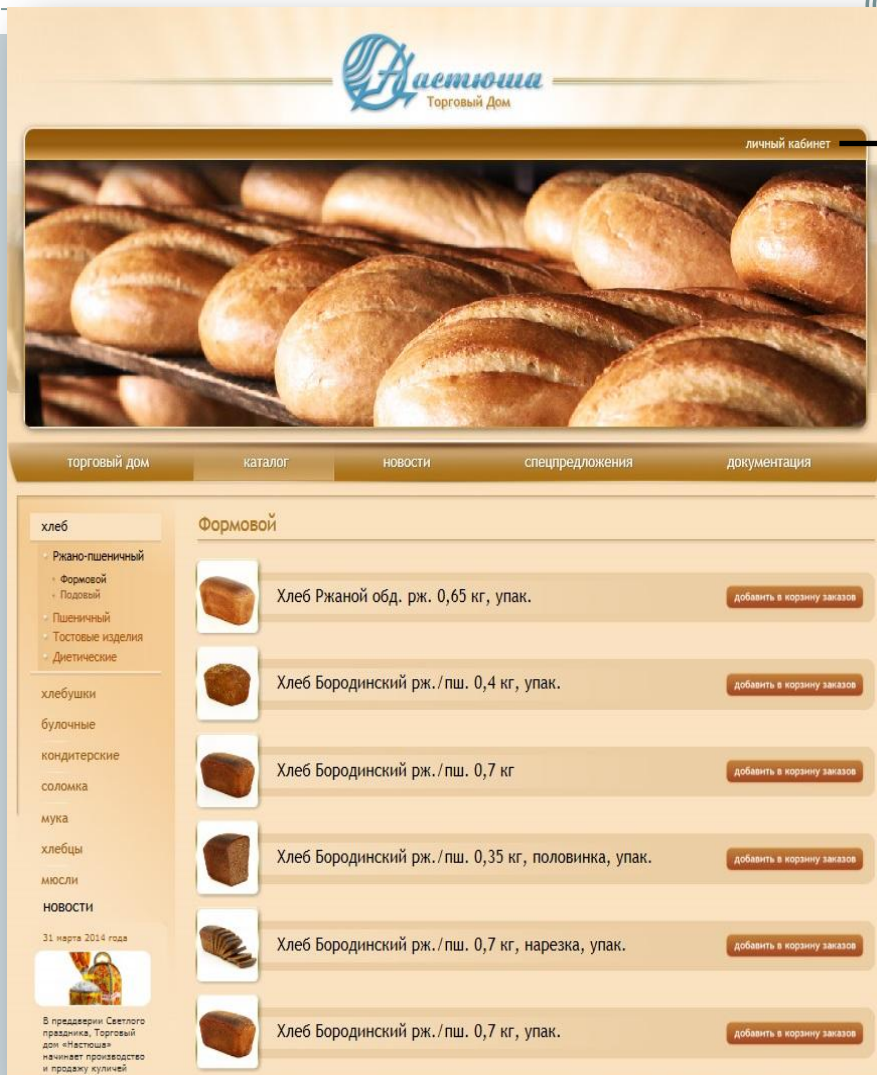 Настюша
Торговый Дом
личный кабинет
торговый дом
каталог
новости
спецпредложения
документация
хлеб
Ржано-пшеничный
Формовой
Подовый
Пшеничный
Тостовые изделия
Диетические
хлебушки
булочные
кондитерские
соломка
мука
хлебцы
мюсли
новости
31 марта 2014 года
В преддверии Светлого
праздника, Торговый
дом «Настюша»
начинает производство
и продажу куличей
Формовой
Хлеб Ржаной обд. рж. 0,65 кг, упак.
добавить в корзину заказов
Хлеб Бородинский рж./пш. 0,4 кг, упак.
добавить в корзину заказов
Хлеб Бородинский рж./пш. 0,7 кг
добавить в корзину заказов
Хлеб Бородинский рж./пш. 0,35 кг, половинка, упак.
добавить в корзину заказов
Хлеб Бородинский рж./пш. 0,7 кг, нарезка, упак.
добавить в корзину заказов
Хлеб Бородинский рж./пш. 0,7 кг, упак.
добавить в корзину заказов